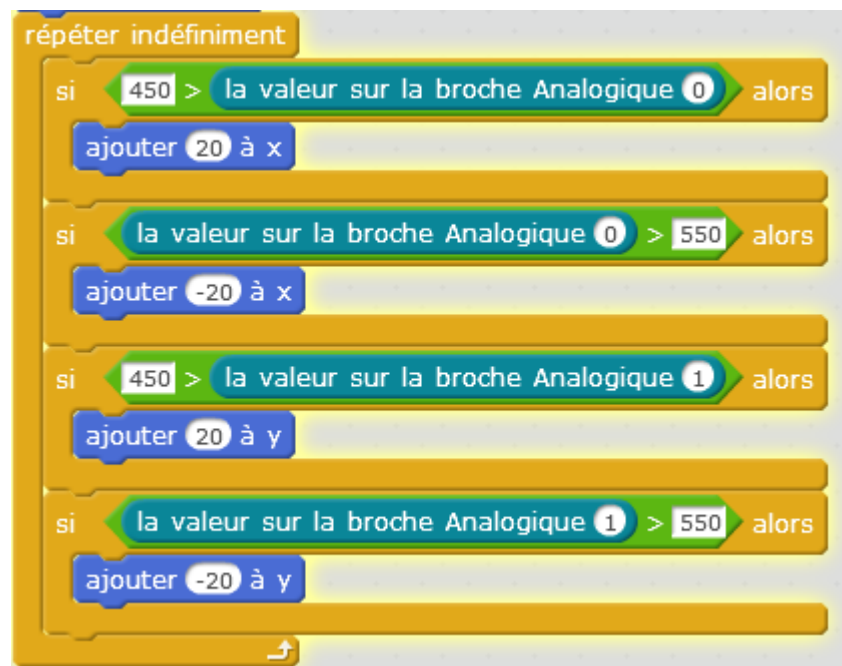 répéter indéfiniment
si 450 > la valeur sur la broche Analogique 0 alors
ajouter 20 à x
si la valeur sur la broche Analogique 0 > 550 alors
ajouter -20 à x
si 450 > la valeur sur la broche Analogique 1 alors
ajouter 20 à y
si la valeur sur la broche Analogique 1 > 550 alors
ajouter -20 à y